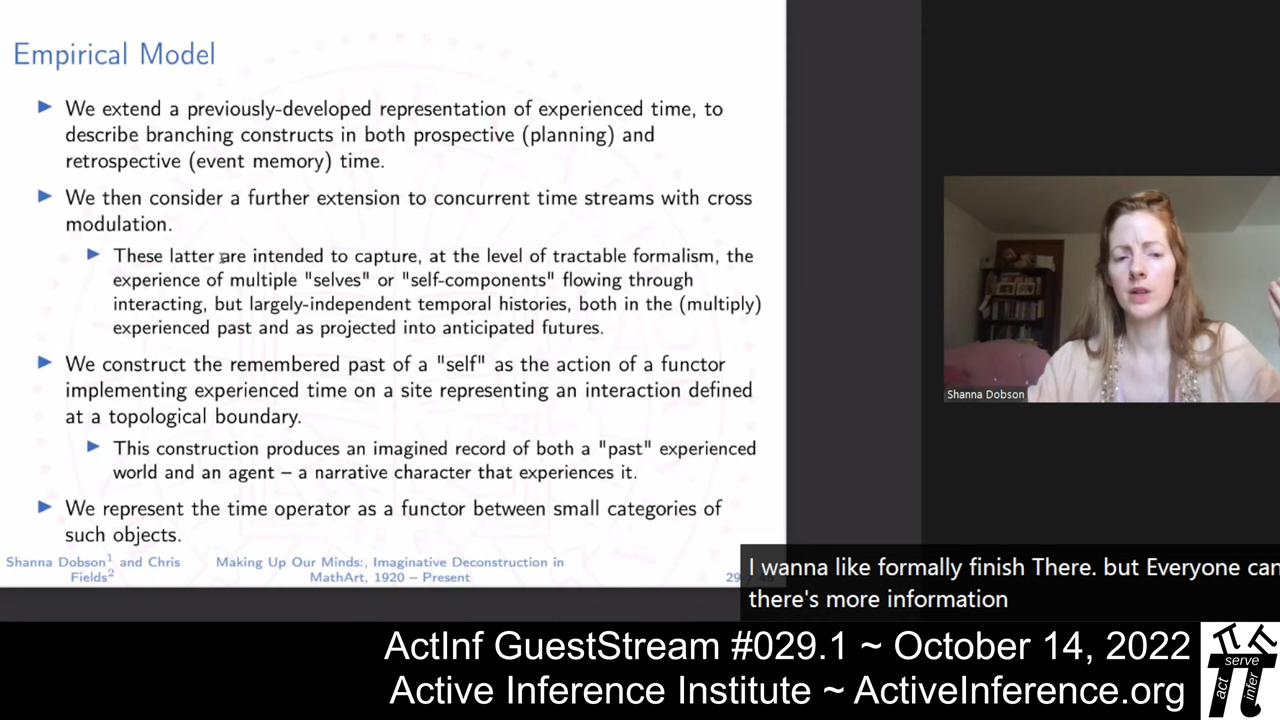 Empirical Model
We extend a previously-developed representation of experienced time, to
describe branching constructs in both prospective (planning) and
retrospective (event memory) time.
We then consider a further extension to concurrent time streams with cross
modulation.
These latter are intended to capture, at the level of tractable formalism, the
experience of multiple "selves" or "self-components" flowing through
interacting, but largely-independent temporal histories, both in the (multiply)
experienced past and as projected into anticipated futures.
We construct the remembered past of a "self" as the action of a functor
implementing experienced time on a site representing an interaction defined
at a topological boundary.
This construction produces an imagined record of both a "past" experienced
world and an agent – a narrative character that experiences it.
We represent the time operator as a functor between small categories of
such objects.
Shanna Dobson1 and Chris
Fields2
Making Up Our Minds:, Imaginative Deconstruction in
MathArt, 1920 – Present
29
Shanna Dobson
I wanna like formally finish There. but Everyone can
there's more information
ActInf GuestStream #029.1 ~ October 14, 2022
Active Inference Institute ~ ActiveInference.org
serve
act
infer